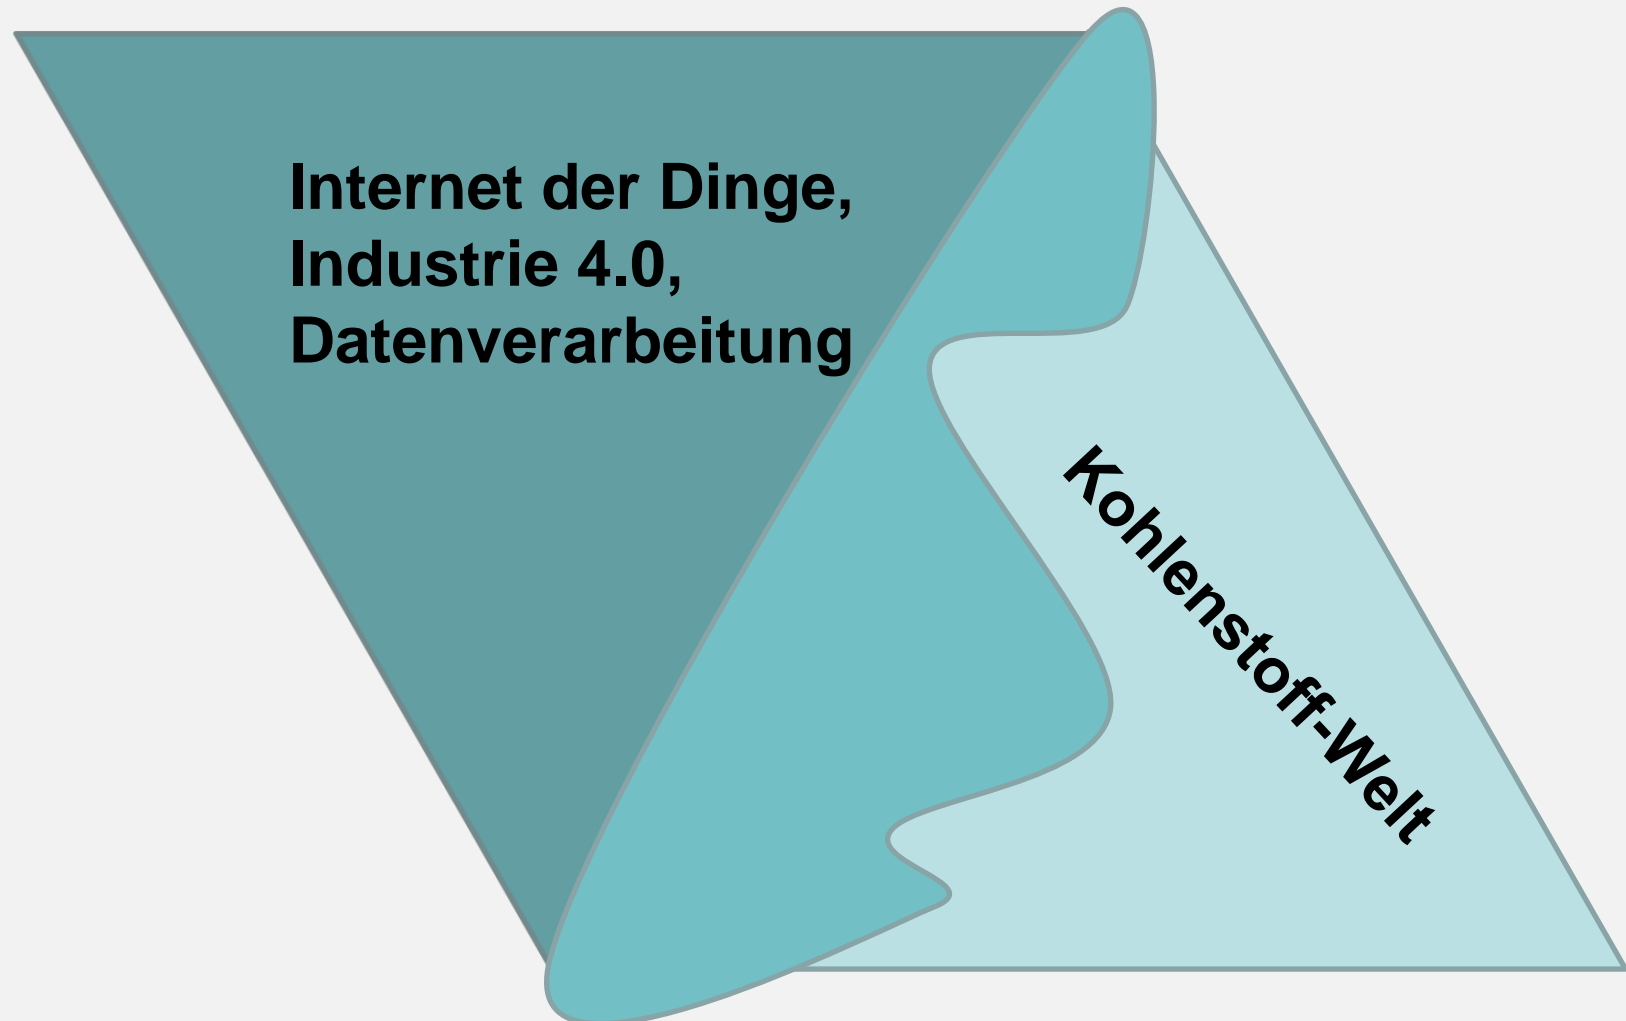 Internet der Dinge,
Industrie 4.0,
Datenverarbeitung
Kohlenstoff-Welt